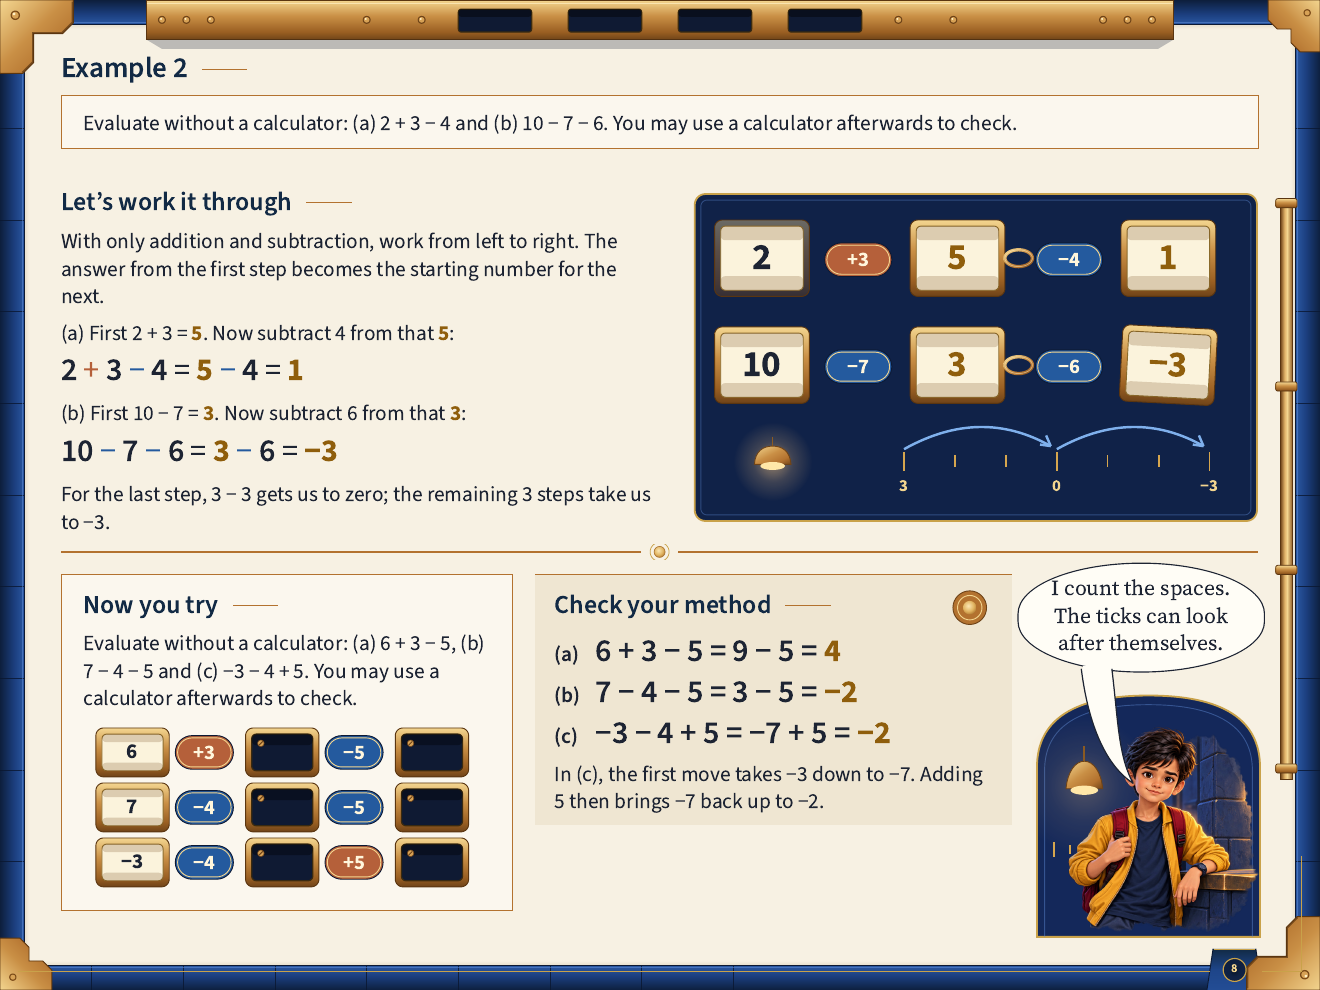 Example 2
Evaluate without a calculator: (a) 2 + 3 − 4 and (b) 10 − 7 − 6. You may use a calculator afterwards to check.
Let’s work it through
With only addition and subtraction, work from left to right. The
answer from the first step becomes the starting number for the
next.
(a) First 2 + 3 = 5. Now subtract 4 from that 5:
2 + 3 − 4 = 5 − 4 = 1
(b) First 10 − 7 = 3. Now subtract 6 from that 3:
10 − 7 − 6 = 3 − 6 = −3
For the last step, 3 − 3 gets us to zero; the remaining 3 steps take us
to −3.
2 +3 5 −4 1
10 −7 3 −6 −3
3 0 −3
Now you try
Evaluate without a calculator: (a) 6 + 3 − 5, (b)
7 − 4 − 5 and (c) −3 − 4 + 5. You may use a
calculator afterwards to check.
6 +3 −5
7 −4 −5
−3 −4 +5
Check your method
(a) 6 + 3 − 5 = 9 − 5 = 4
(b) 7 − 4 − 5 = 3 − 5 = −2
(c) −3 − 4 + 5 = −7 + 5 = −2
In (c), the first move takes −3 down to −7. Adding
5 then brings −7 back up to −2.
I count the spaces.
The ticks can look
after themselves.
8